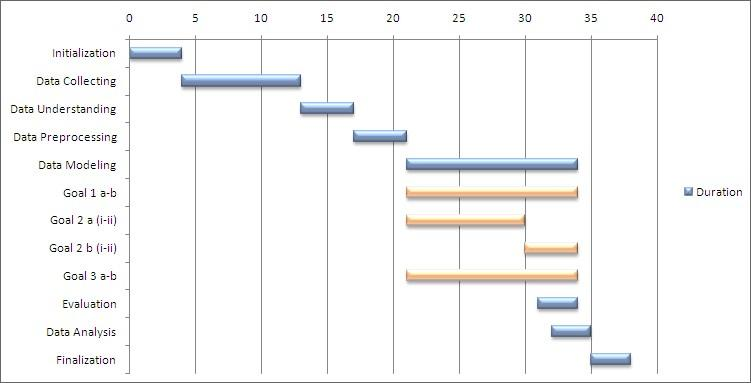 0 5 10 15 20 25 30 35 40
Initialization
Data Collecting
Data Understanding
Data Preprocessing
Data Modeling
Goal 1 a-b
Goal 2 a (i-ii)
Goal 2 b (i-ii)
Goal 3 a-b
Evaluation
Data Analysis
Finalization
Duration